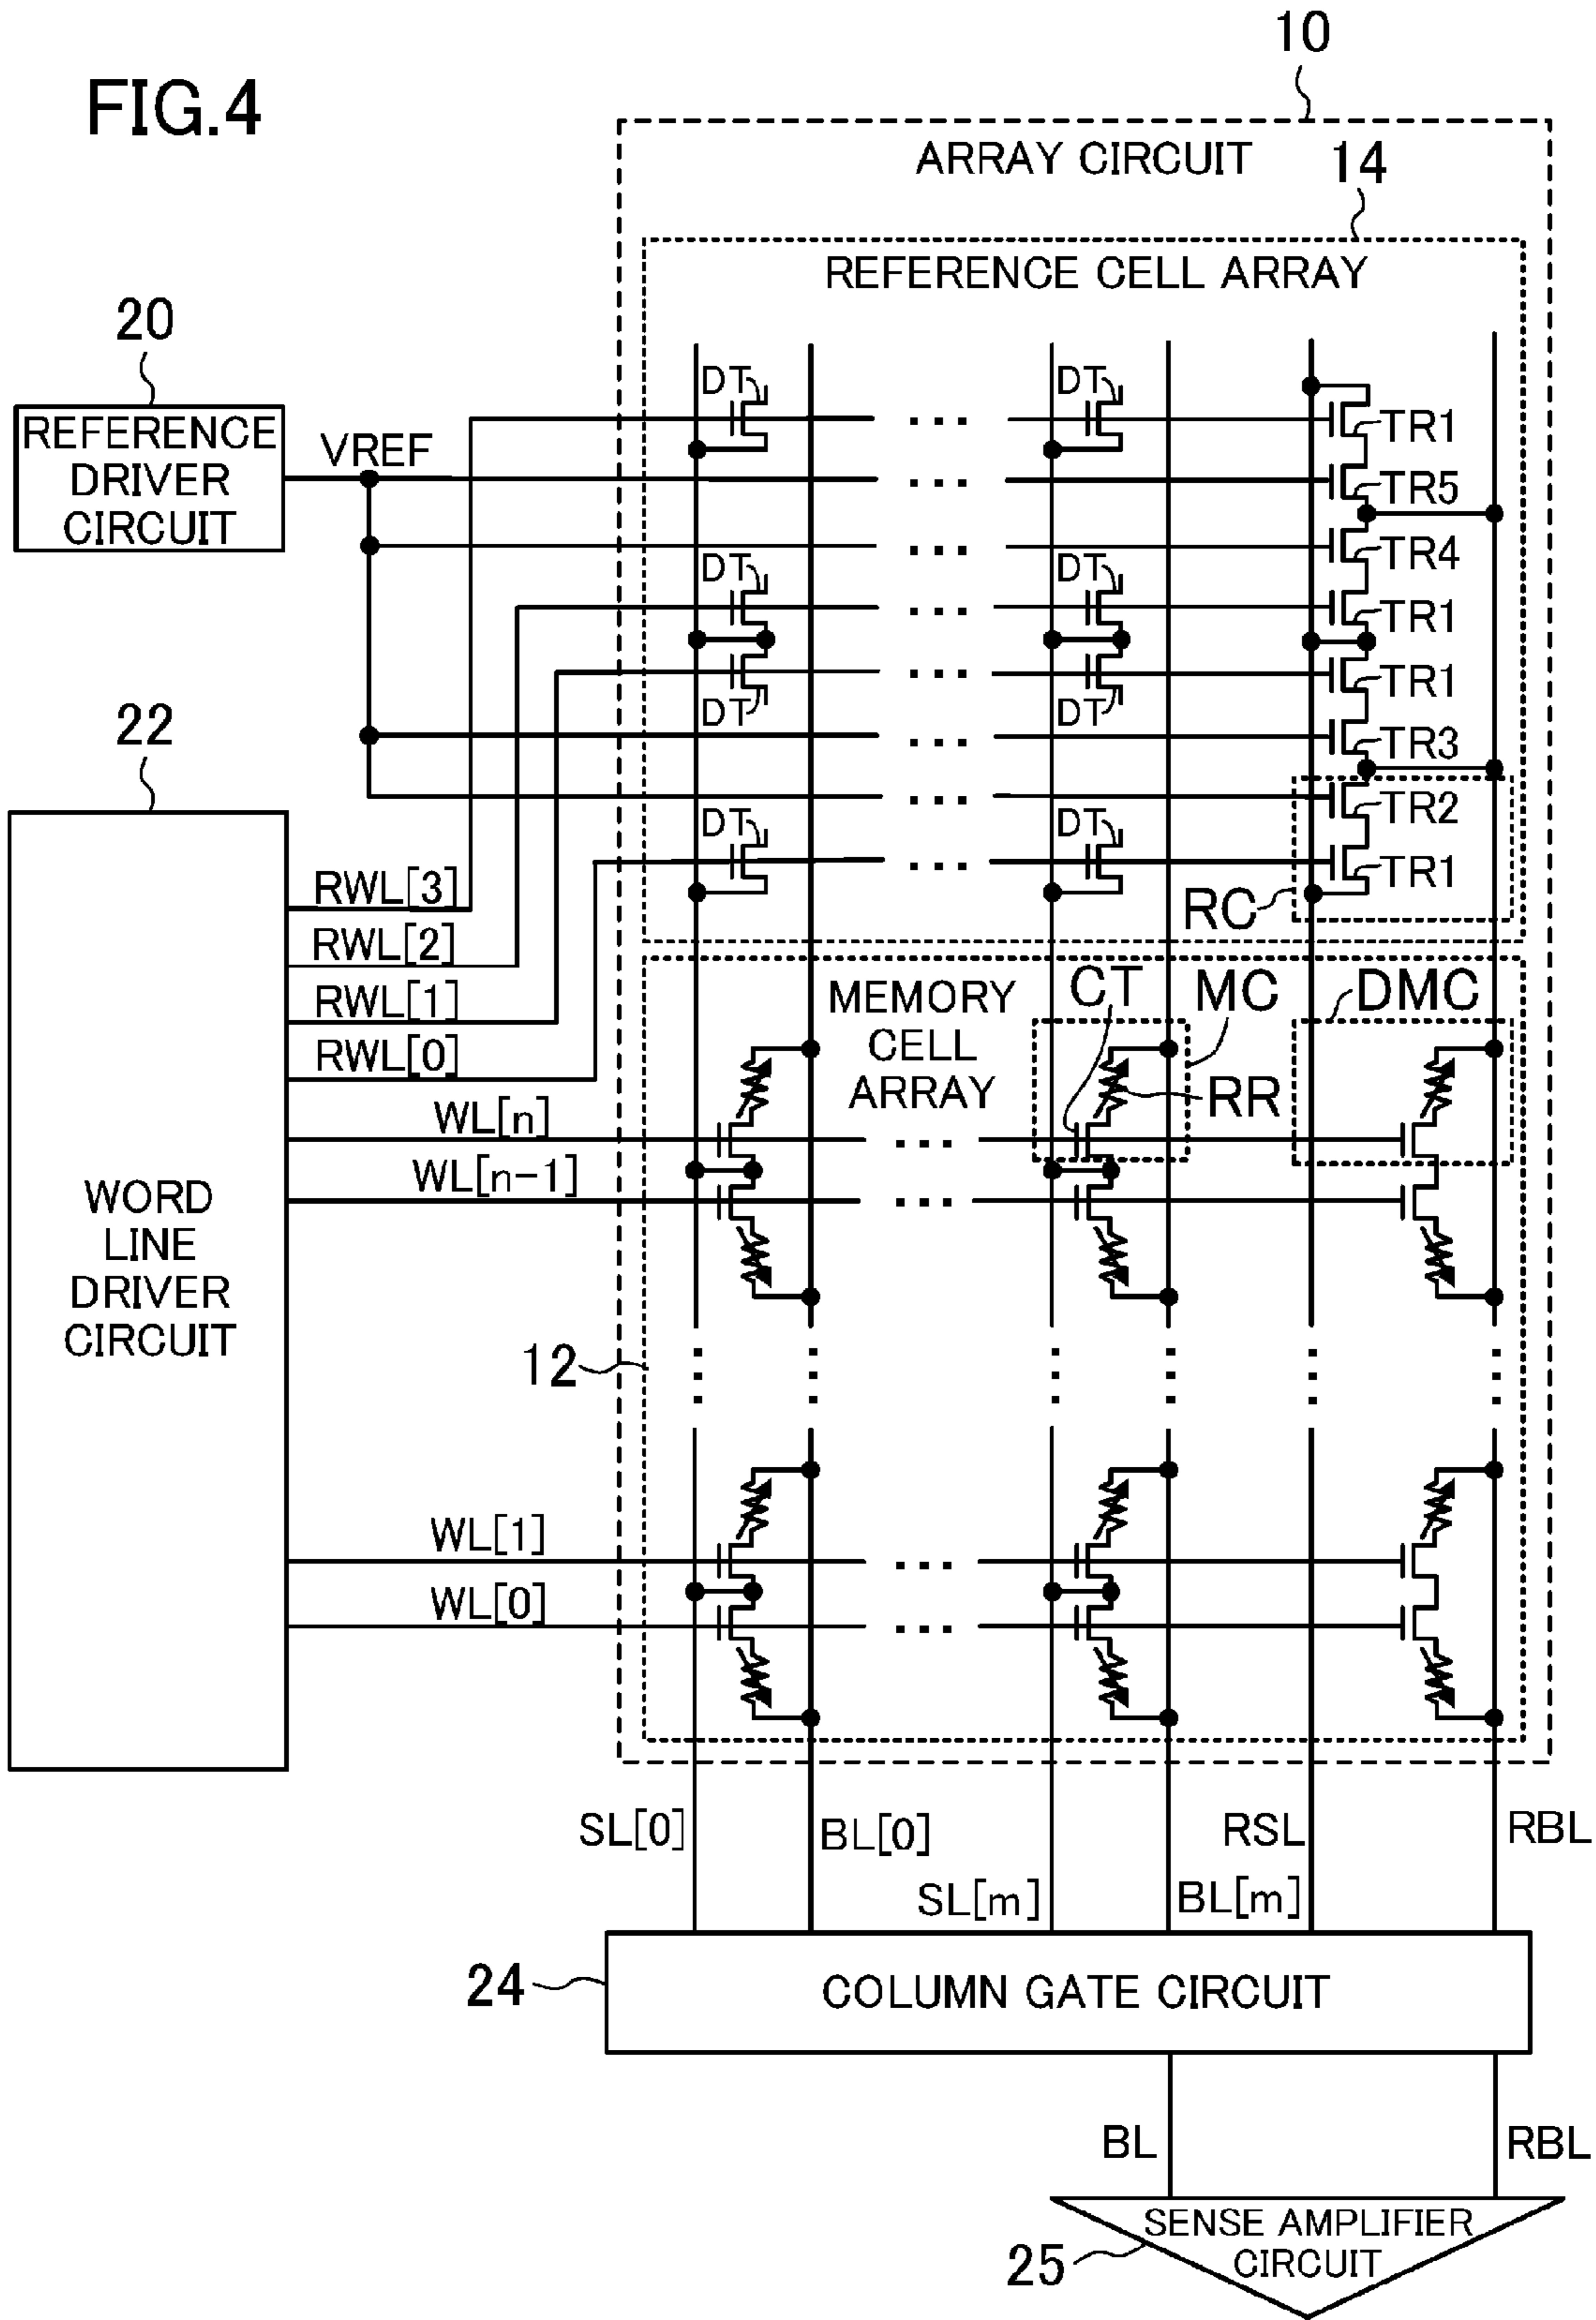 FIG.4
10
ARRAY CIRCUIT
14
REFERENCE CELL ARRAY
20
REFERENCE
DRIVER
CIRCUIT
VREF
DT
DT
TR1
TR5
TR4
DT
DT
TR1
TR1
DT
DT
TR3
TR2
DT
DT
TR1
RC
22
WORD
LINE
DRIVER
CIRCUIT
RWL[3]
RWL[2]
RWL[1]
RWL[0]
WL[n]
WL[n-1]
MEMORY
CELL
ARRAY
CT
MC
DMC
RR
12
WL[1]
WL[0]
SL[0]
BL[0]
SL[m]
BL[m]
RSL
RBL
24
COLUMN GATE CIRCUIT
BL
RBL
SENSE AMPLIFIER
CIRCUIT
25